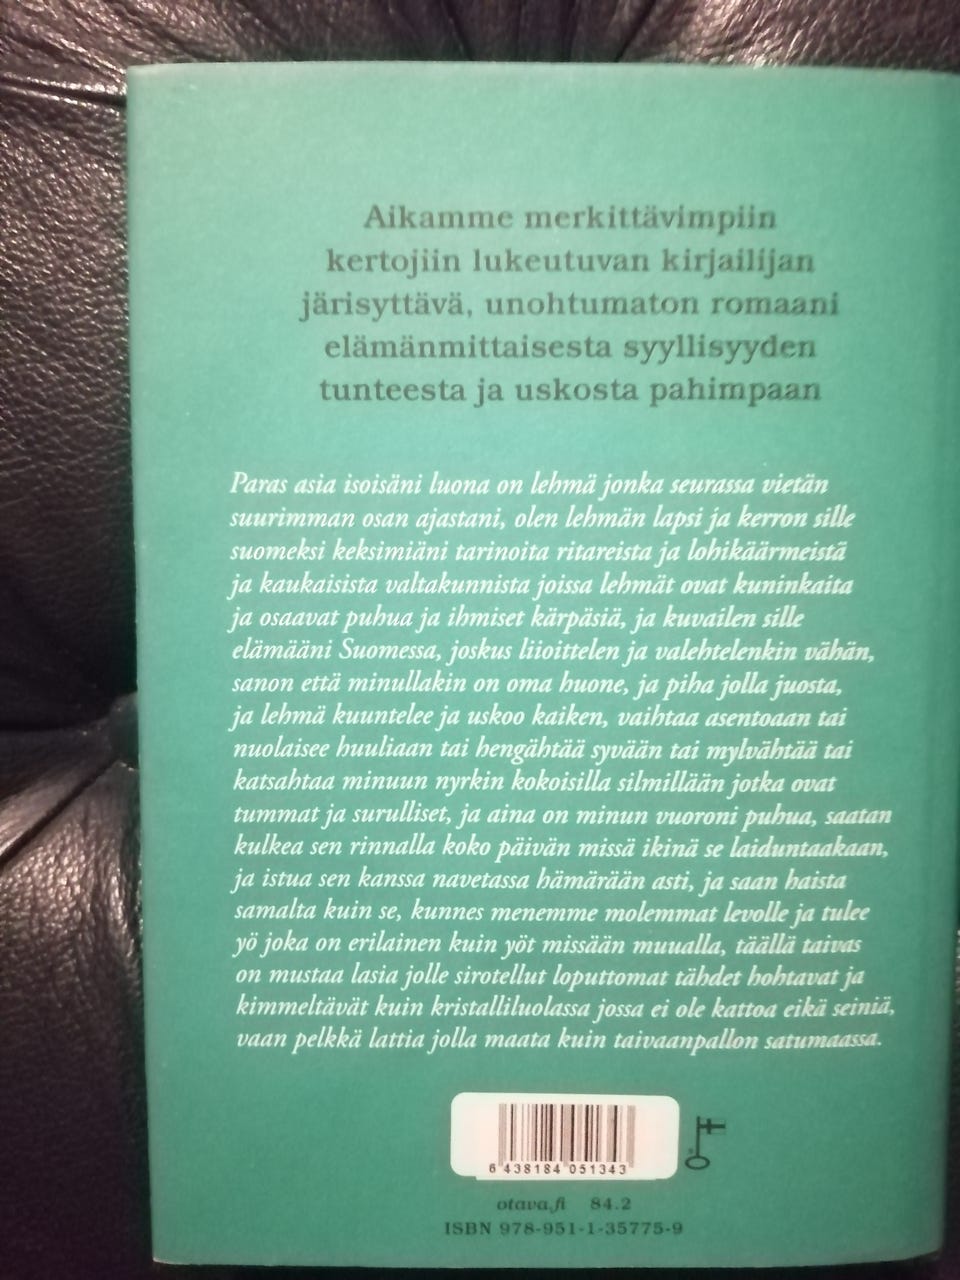 Aikamme merkittävimpiin
kertojiin lukeutuvan kirjailijan
järisyttävä, unohtumaton romaani
elämänmittaisesta syyllisyyden
tunteesta ja uskosta pahimpaan
Paras asia isoisäni luona on lehmä jonka seurassa vietän
suurimman osan ajastani, olen lehmän lapsi ja kerron sille
suomeksi keksimiäni tarinoita ritareista ja lohikäärmeistä
ja kaukaisista valtakunnista joissa lehmät ovat kuninkaita
ja osaavat puhua ja ihmiset kärpäsiä, ja kuvailen sille
elämääni Suomessa, joskus liioittelen ja valehtelenkin vähän,
sanon että minullakin on oma huone, ja piha jolla juosta,
ja lehmä kuuntelee ja uskoo kaiken, vaihtaa asentoaan tai
nuolaisee huuliaan tai hengähtää syvään tai mylvähtää tai
katsahtaa minuun nyrkin kokoisilla silmillään jotka ovat
tummat ja surulliset, ja aina on minun vuoroni puhua, saatan
kulkea sen rinnalla koko päivän missä ikinä se laiduntaakaan,
ja istua sen kanssa navetassa hämärään asti, ja saan haista
samalta kuin se, kunnes menemme molemmat levolle ja tulee
yö joka on erilainen kuin yöt missään muualla, täällä taivas
on mustaa lasia jolle sirotellut loputtomat tähdet hohtavat ja
kimmeltävät kuin kristalliluolassa jossa ei ole kattoa eikä seiniä,
vaan pelkkä lattia jolla maata kuin taivaanpallon satumaassa.
6 438184 051343
otava.fi 84.2
ISBN 978-951-1-35775-9